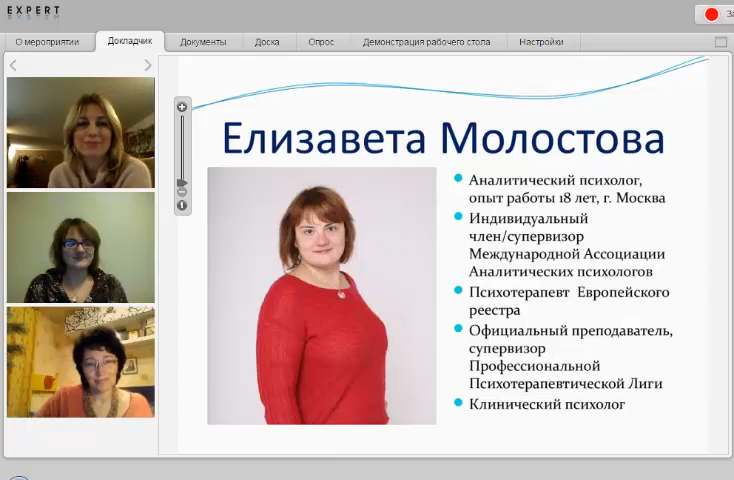 EXPERT
SYSTEM
О мероприятии
Докладчик
Документы
Доска
Опрос
Демонстрация рабочего стола
Настройки
Елизавета Молостова
Аналитический психолог,
опыт работы 18 лет, г. Москва
Индивидуальный
член/супервизор
Международной Ассоциации
Аналитических психологов
Психотерапевт Европейского
реестра
Официальный преподаватель,
супервизор
Профессиональной
Психотерапевтической Лиги
Клинический психолог